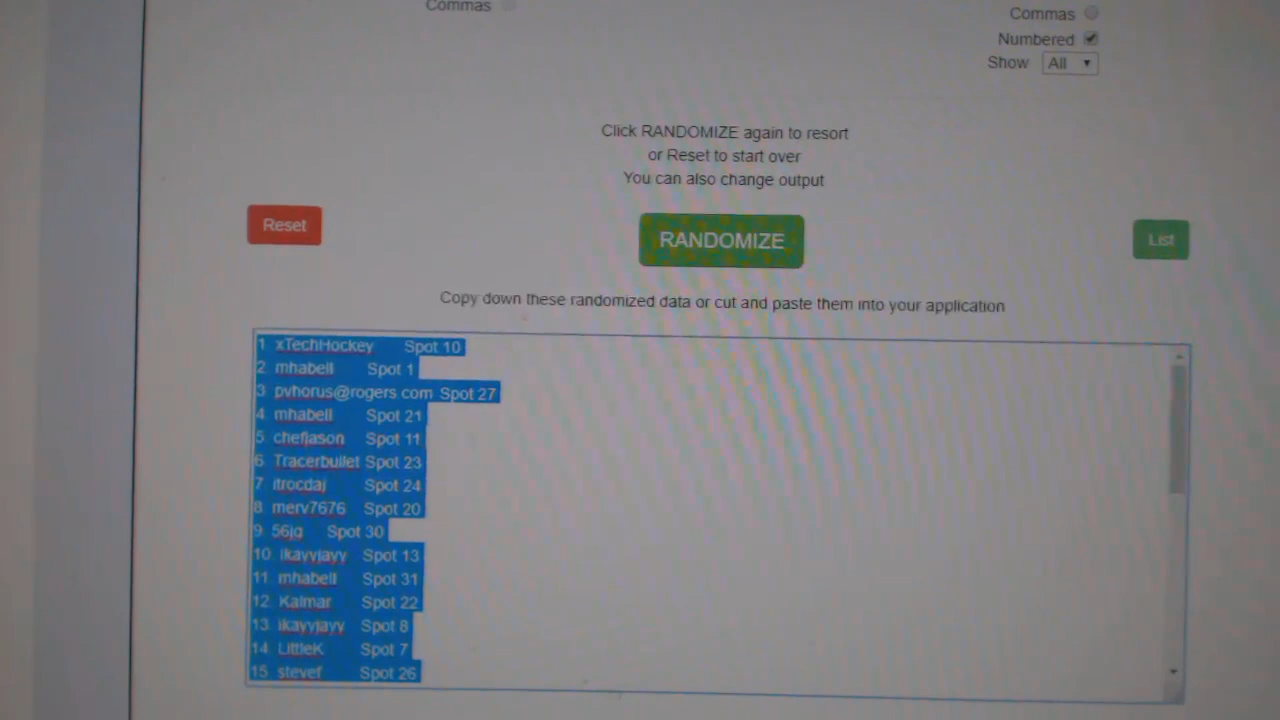 Commas
Commas
Numbered
Show All
Click RANDOMIZE again to resort
or Reset to start over
You can also change output
Reset
RANDOMIZE
List
Copy down these randomized data or cut and paste them into your application
1. xTechHockey Spot 10
2. mhabell Spot 1
3. pvhorus@rogers.com Spot 27
4. mhabell Spot 21
5. chefjason Spot 11
6. Tracerbullet Spot 23
7. itrocdaj Spot 24
8. merv7676 Spot 20
9. 56jq Spot 30
10. ikayyjayy Spot 13
11. mhabell Spot 31
12. Kalmar Spot 22
13. ikayyjayy Spot 8
14. LittleK Spot 7
15. stevef Spot 26